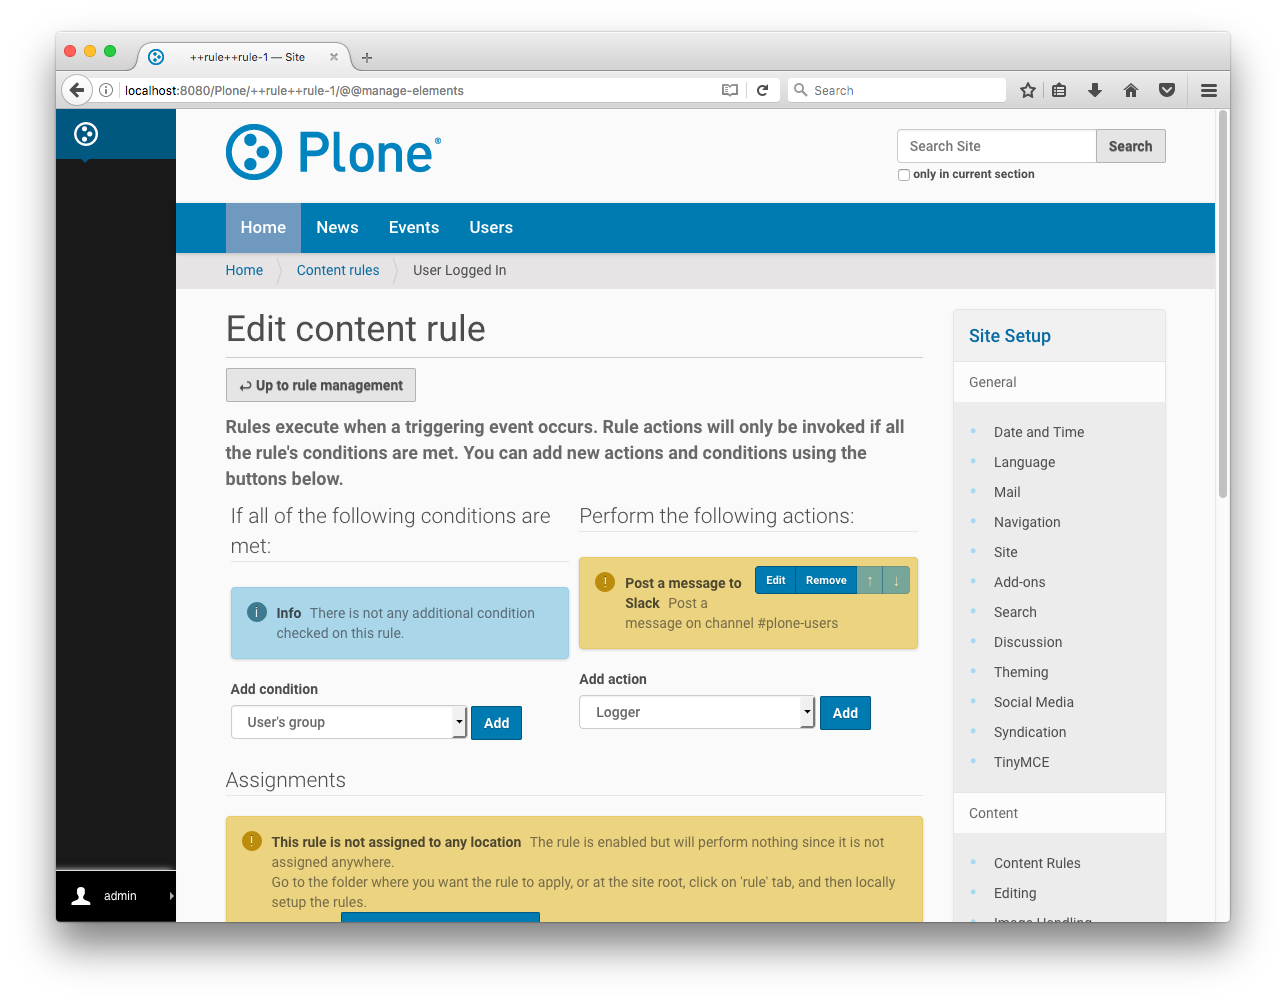 ++rule++rule-1 — Site
localhost:8080/Plone/++rule++rule-1/@@manage-elements
Search
Plone®
Search Site
Search
only in current section
Home
News
Events
Users
Home
Content rules
User Logged In
Edit content rule
Up to rule management
Rules execute when a triggering event occurs. Rule actions will only be invoked if all
the rule's conditions are met. You can add new actions and conditions using the
buttons below.
If all of the following conditions are
met:
Info There is not any additional condition
checked on this rule.
Add condition
User's group
Add
Perform the following actions:
Post a message to
Slack Post a
message on channel #plone-users
Edit
Remove
↑
↓
Add action
Logger
Add
Assignments
This rule is not assigned to any location The rule is enabled but will perform nothing since it is not
assigned anywhere.
Go to the folder where you want the rule to apply, or at the site root, click on 'rule' tab, and then locally
setup the rules.
Site Setup
General
Date and Time
Language
Mail
Navigation
Site
Add-ons
Search
Discussion
Theming
Social Media
Syndication
TinyMCE
Content
Content Rules
Editing
Image Handling
admin